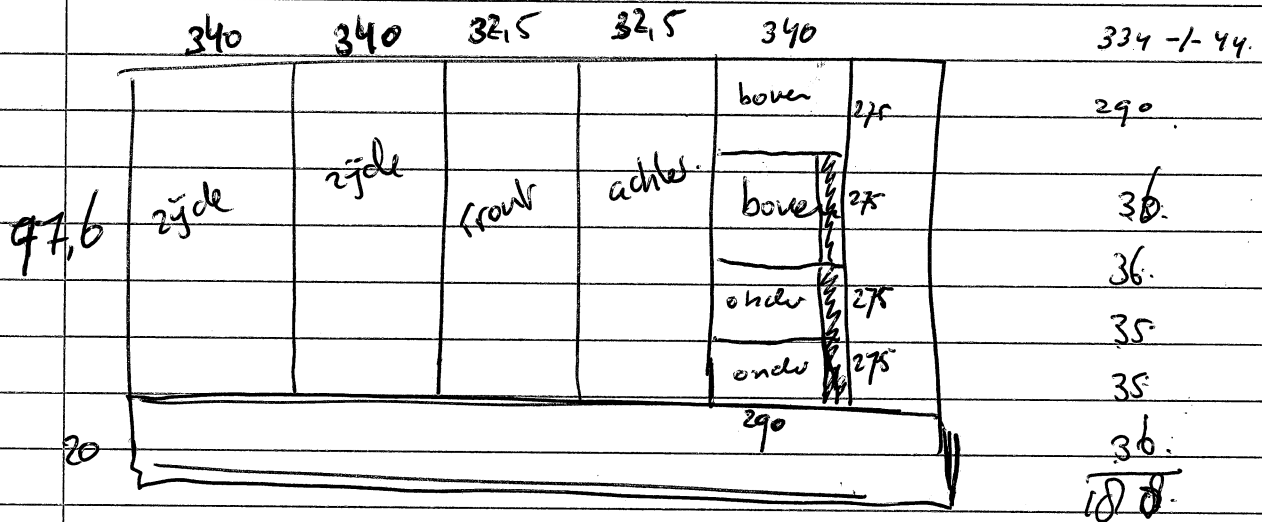 340 340 32,5 32,5 340 334 -/- 44.
boven 275 290.
zijde zijde front achter. boven 275 36.
97,6
36.
onder 275
35
onder 275 35
290
20 36.
188.